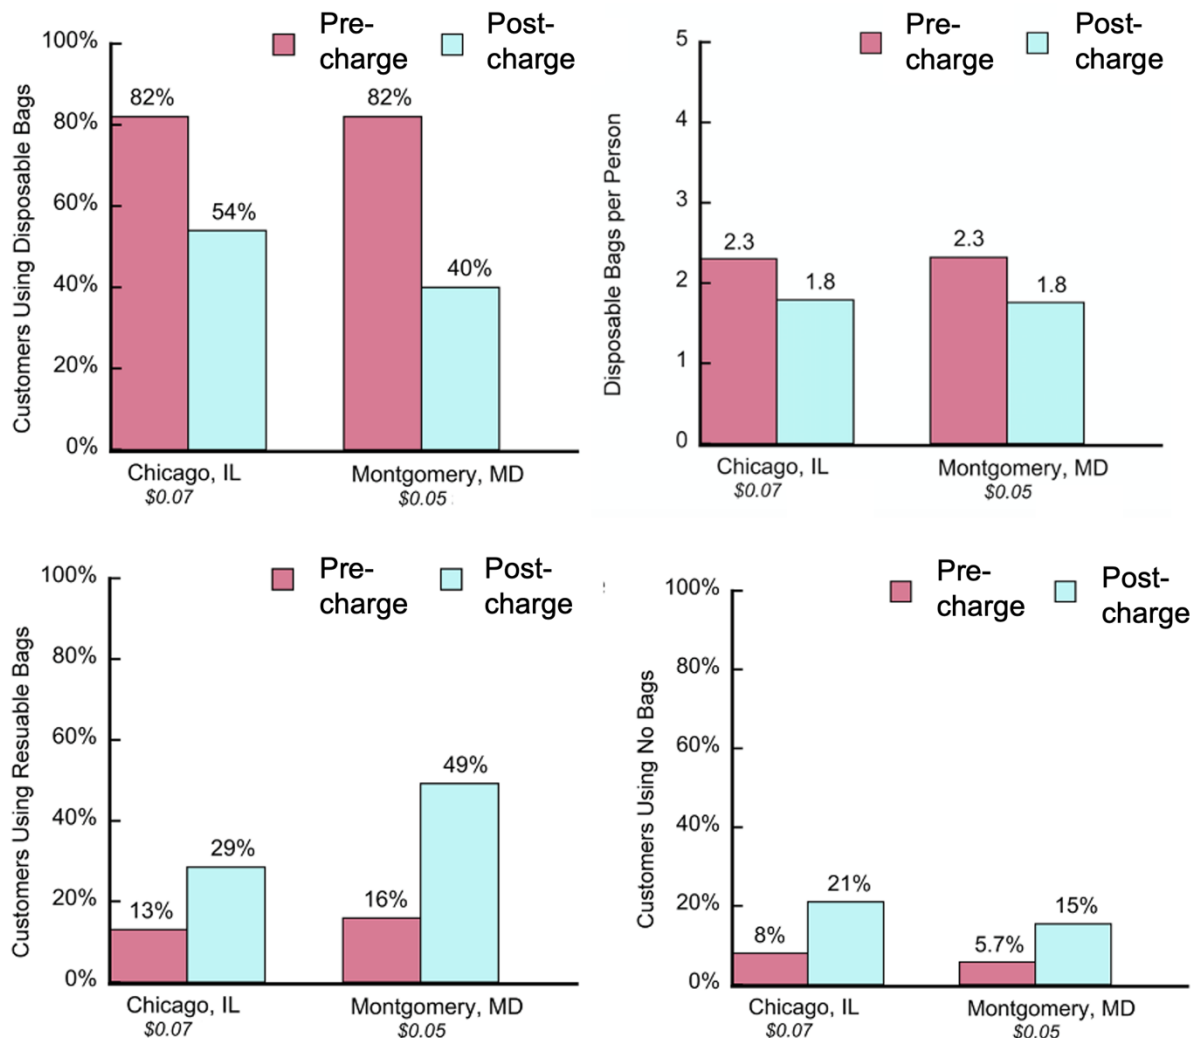 Customers Using Disposable Bags
100%
80%
60%
40%
20%
0%
Pre-
charge
Post-
charge
82%
54%
82%
40%
Chicago, IL
$0.07
Montgomery, MD
$0.05
Disposable Bags per Person
5
4
3
2
1
0
Pre-
charge
Post-
charge
2.3
1.8
2.3
1.8
Chicago, IL
$0.07
Montgomery, MD
$0.05
Customers Using Resuable Bags
100%
80%
60%
40%
20%
0%
Pre-
charge
Post-
charge
13%
29%
16%
49%
Chicago, IL
$0.07
Montgomery, MD
$0.05
Customers Using No Bags
100%
80%
60%
40%
20%
0%
Pre-
charge
Post-
charge
8%
21%
5.7%
15%
Chicago, IL
$0.07
Montgomery, MD
$0.05